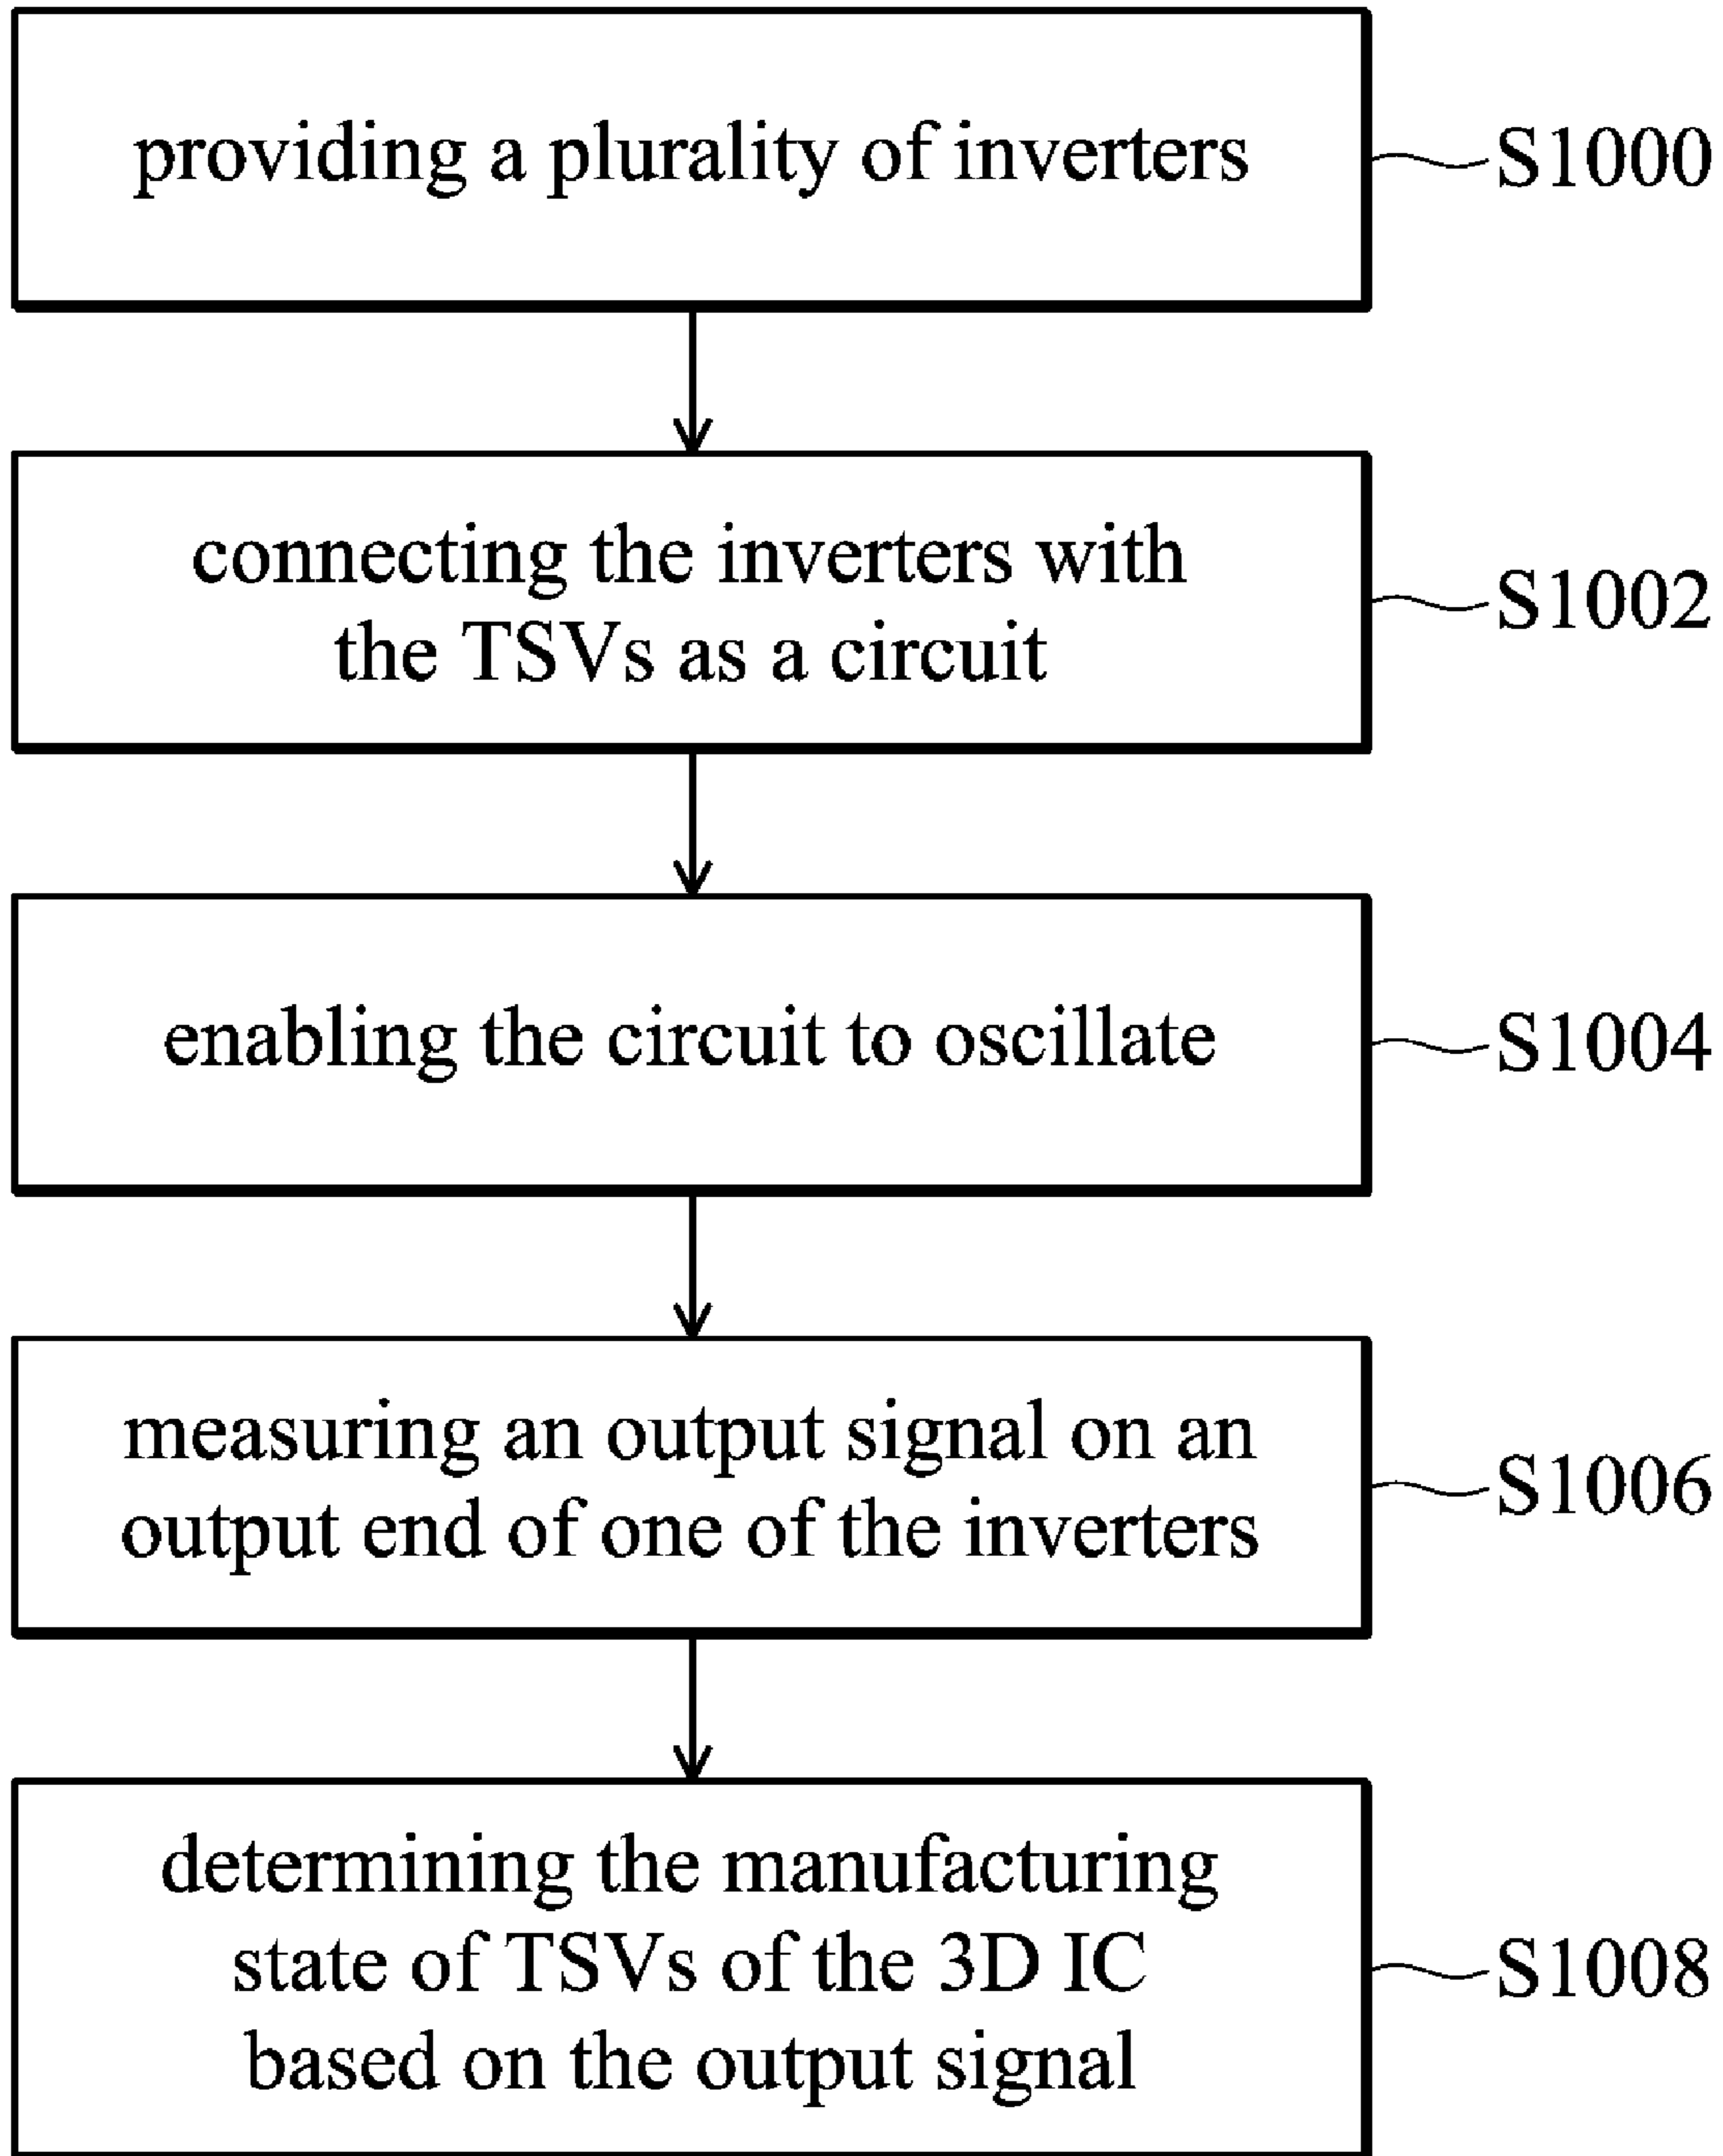 providing a plurality of inverters
S1000
connecting the inverters with
the TSVs as a circuit
S1002
enabling the circuit to oscillate
S1004
measuring an output signal on an
output end of one of the inverters
S1006
determining the manufacturing
state of TSVs of the 3D IC
based on the output signal
S1008